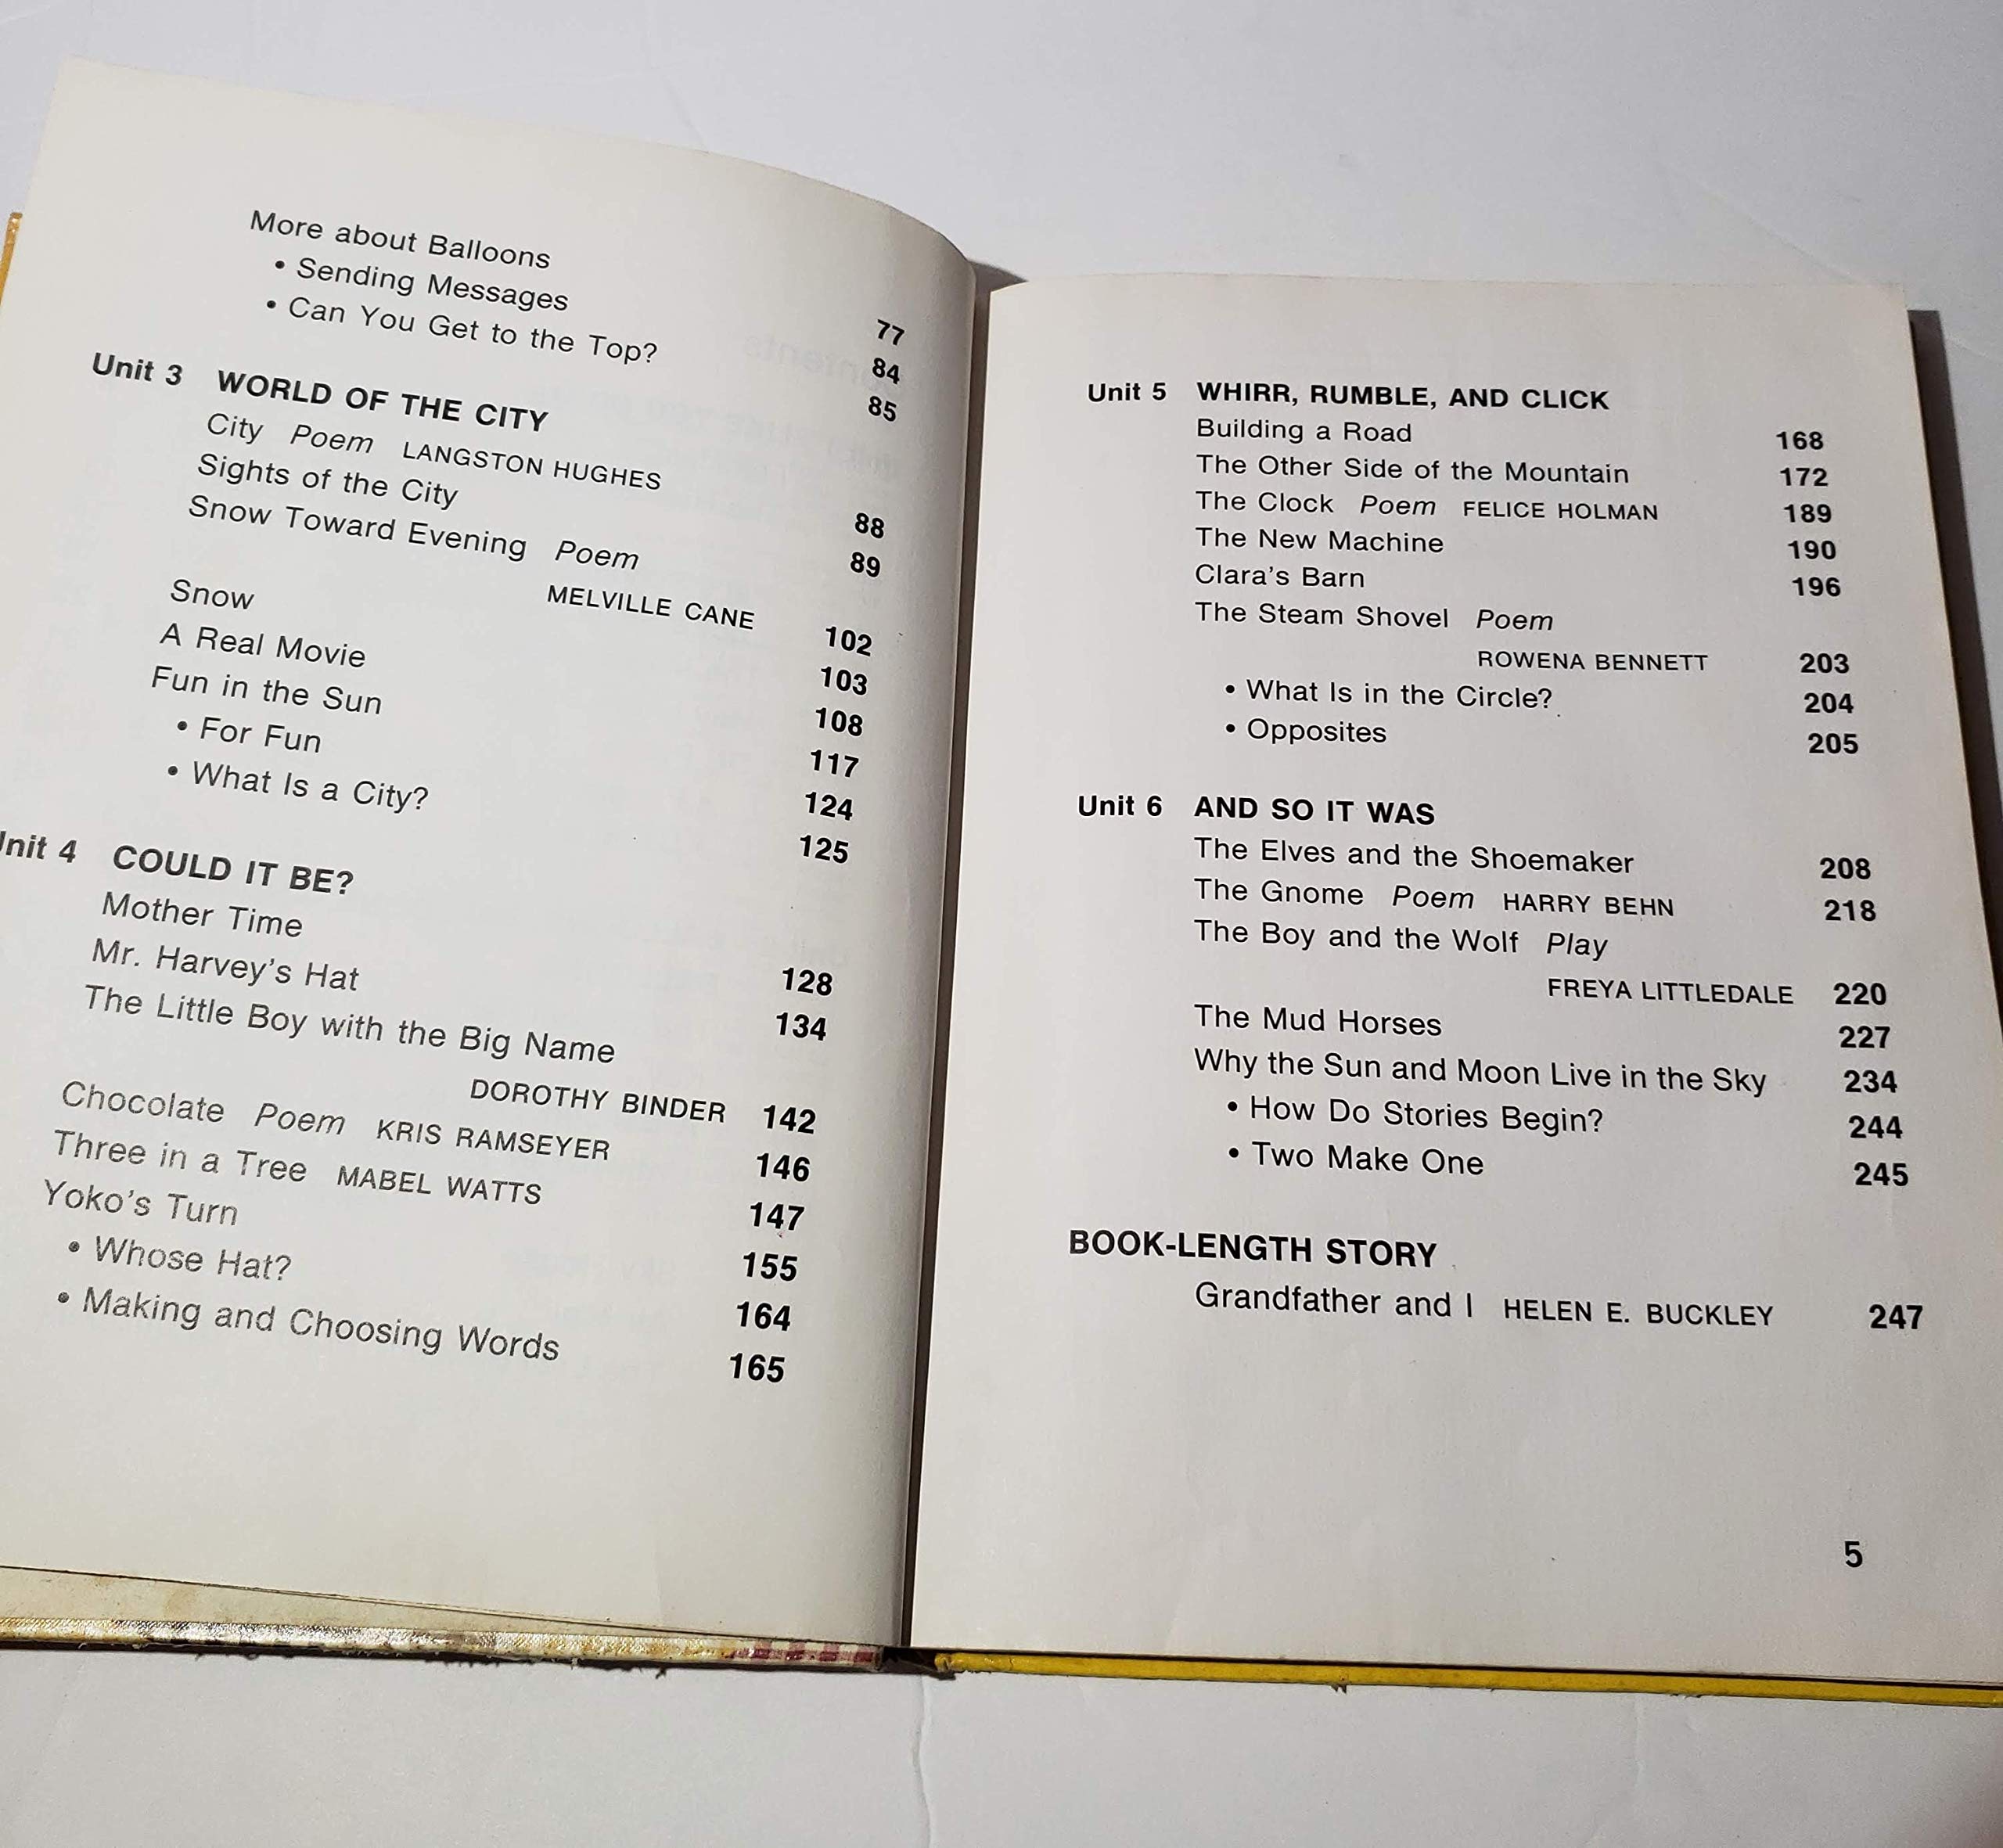 More about Balloons 77
• Sending Messages 84
• Can You Get to the Top? 85
Unit 3 WORLD OF THE CITY
City Poem LANGSTON HUGHES 88
Sights of the City 89
Snow Toward Evening Poem
MELVILLE CANE 102
Snow 103
A Real Movie 108
Fun in the Sun 117
• For Fun 124
• What Is a City? 125
Unit 4 COULD IT BE?
Mother Time 128
Mr. Harvey's Hat 134
The Little Boy with the Big Name
DOROTHY BINDER 142
Chocolate Poem KRIS RAMSEYER 146
Three in a Tree MABEL WATTS 147
Yoko's Turn 155
• Whose Hat? 164
• Making and Choosing Words 165
Unit 5 WHIRR, RUMBLE, AND CLICK
Building a Road 168
The Other Side of the Mountain 172
The Clock Poem FELICE HOLMAN 189
The New Machine 190
Clara's Barn 196
The Steam Shovel Poem
ROWENA BENNETT 203
• What Is in the Circle? 204
• Opposites 205
Unit 6 AND SO IT WAS
The Elves and the Shoemaker 208
The Gnome Poem HARRY BEHN 218
The Boy and the Wolf Play
FREYA LITTLEDALE 220
The Mud Horses 227
Why the Sun and Moon Live in the Sky 234
• How Do Stories Begin? 244
• Two Make One 245
BOOK-LENGTH STORY
Grandfather and I HELEN E. BUCKLEY 247
5